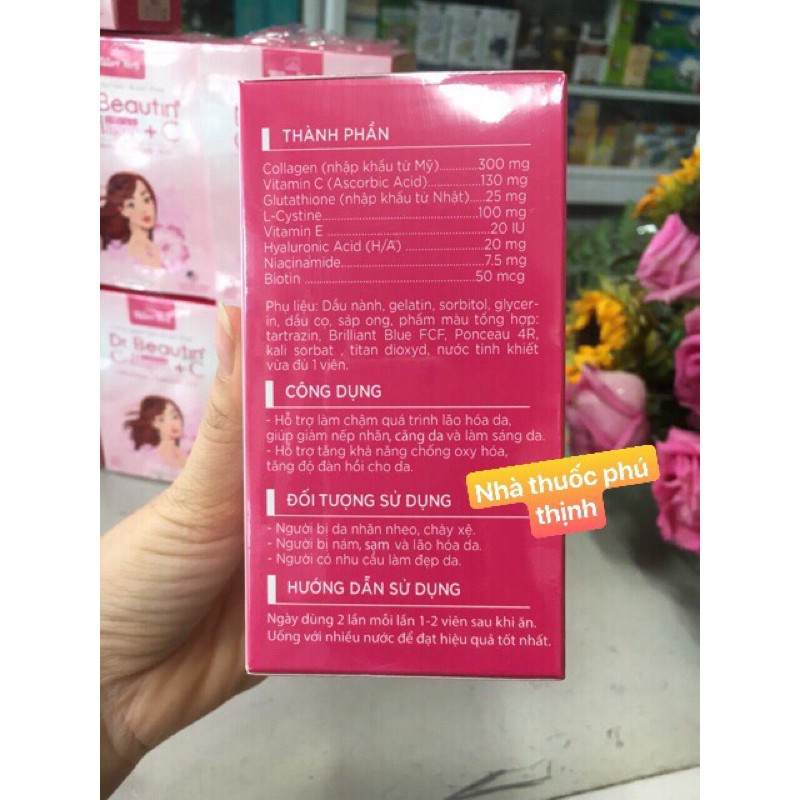 THÀNH PHẦN
Collagen (nhập khẩu từ Mỹ)..............300 mg
Vitamin C (Ascorbic Acid)..............130 mg
Glutathione (nhập khẩu từ Nhật)......25 mg
L-Cystine..............100 mg
Vitamin E..............20 IU
Hyaluronic Acid (H/A)..............20 mg
Niacinamide..............7.5 mg
Biotin..............50 mcg
Phụ liệu: Dầu nành, gelatin, sorbitol, glycer-
in, dầu cọ, sáp ong, phẩm màu tổng hợp:
tartrazin, Brilliant Blue FCF, Ponceau 4R,
kali sorbat , titan dioxyd, nước tinh khiết
vừa đủ 1 viên.
CÔNG DỤNG
- Hỗ trợ làm chậm quá trình lão hóa da,
giúp giảm nếp nhăn, căng da và làm sáng da.
- Hỗ trợ tăng khả năng chống oxy hóa,
tăng độ đàn hồi cho da.
ĐỐI TƯỢNG SỬ DỤNG
- Người bị da nhăn nheo, chảy xệ.
- Người bị nám, sạm và lão hóa da.
- Người có nhu cầu làm đẹp da.
HƯỚNG DẪN SỬ DỤNG
Ngày dùng 2 lần mỗi lần 1-2 viên sau khi ăn.
Uống với nhiều nước để đạt hiệu quả tốt nhất.
Nhà thuốc phú
thịnh
Beautin
+ C
Dr. Beautin
+ C